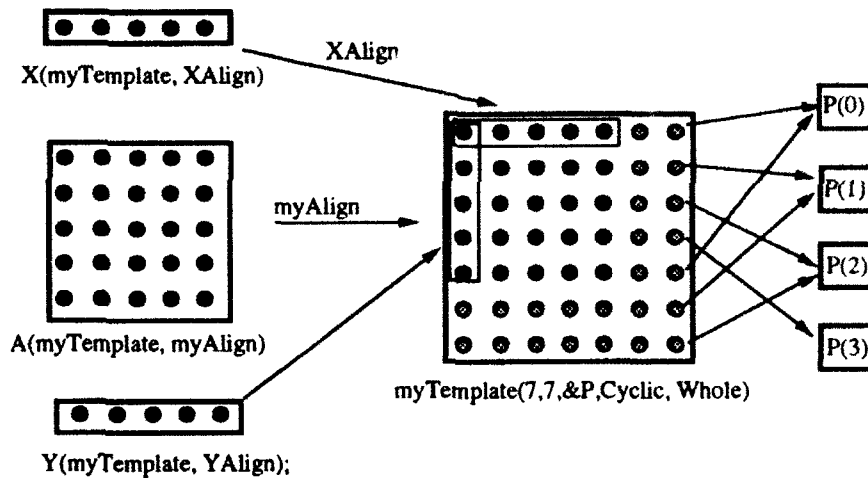 XAlign
X(myTemplate, XAlign)
P(0)
P(1)
myAlign
P(2)
A(myTemplate, myAlign)
P(3)
myTemplate(7,7,&P,Cyclic, Whole)
Y(myTemplate, YAlign);